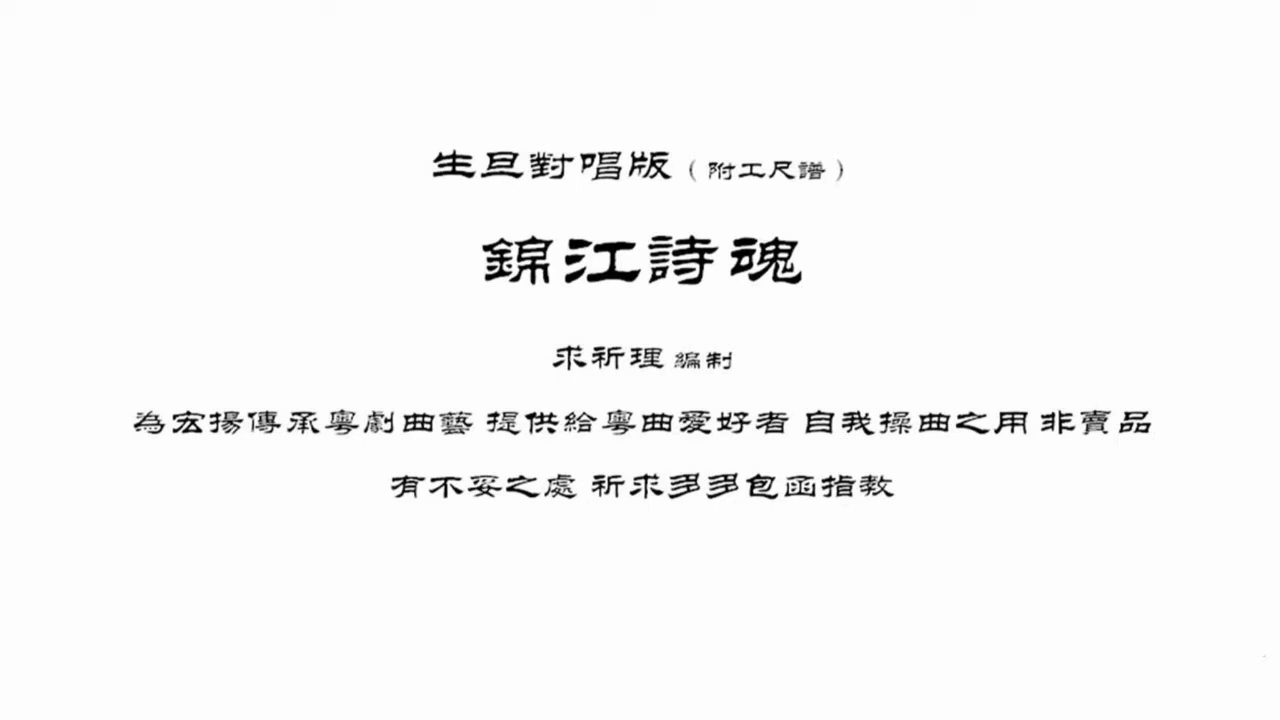 生旦對唱版（附工尺譜）
錦江詩魂
求祈理 編制
為宏揚傳承粵劇曲藝 提供給粵曲愛好者 自我操曲之用 非賣品
有不妥之處 祈求多多包函指教